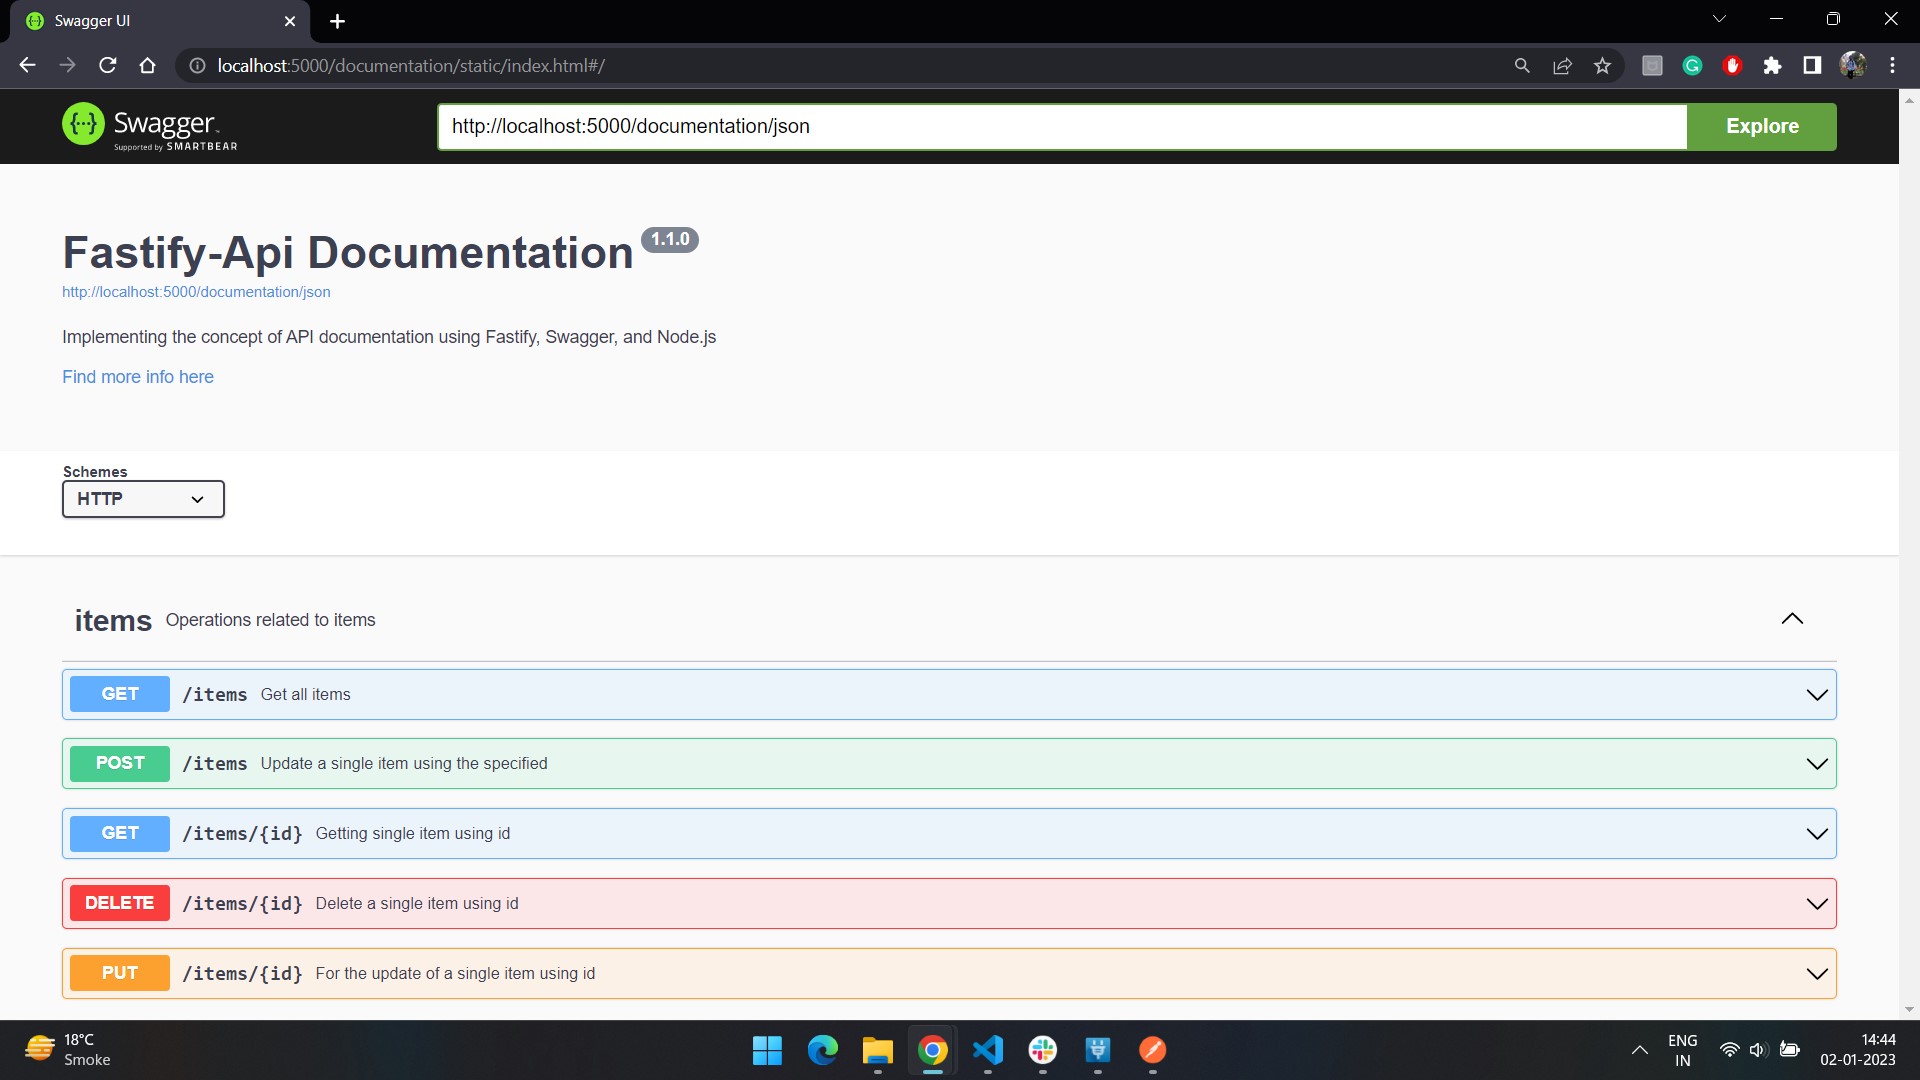 Swagger UI
localhost:5000/documentation/static/index.html#/
Swagger
Supported by SMARTBEAR
http://localhost:5000/documentation/json
Explore
Fastify-Api Documentation 1.1.0
http://localhost:5000/documentation/json
Implementing the concept of API documentation using Fastify, Swagger, and Node.js
Find more info here
Schemes
HTTP
items Operations related to items
GET /items Get all items
POST /items Update a single item using the specified
GET /items/{id} Getting single item using id
DELETE /items/{id} Delete a single item using id
PUT /items/{id} For the update of a single item using id
18°C
Smoke
ENG
IN
14:44
02-01-2023